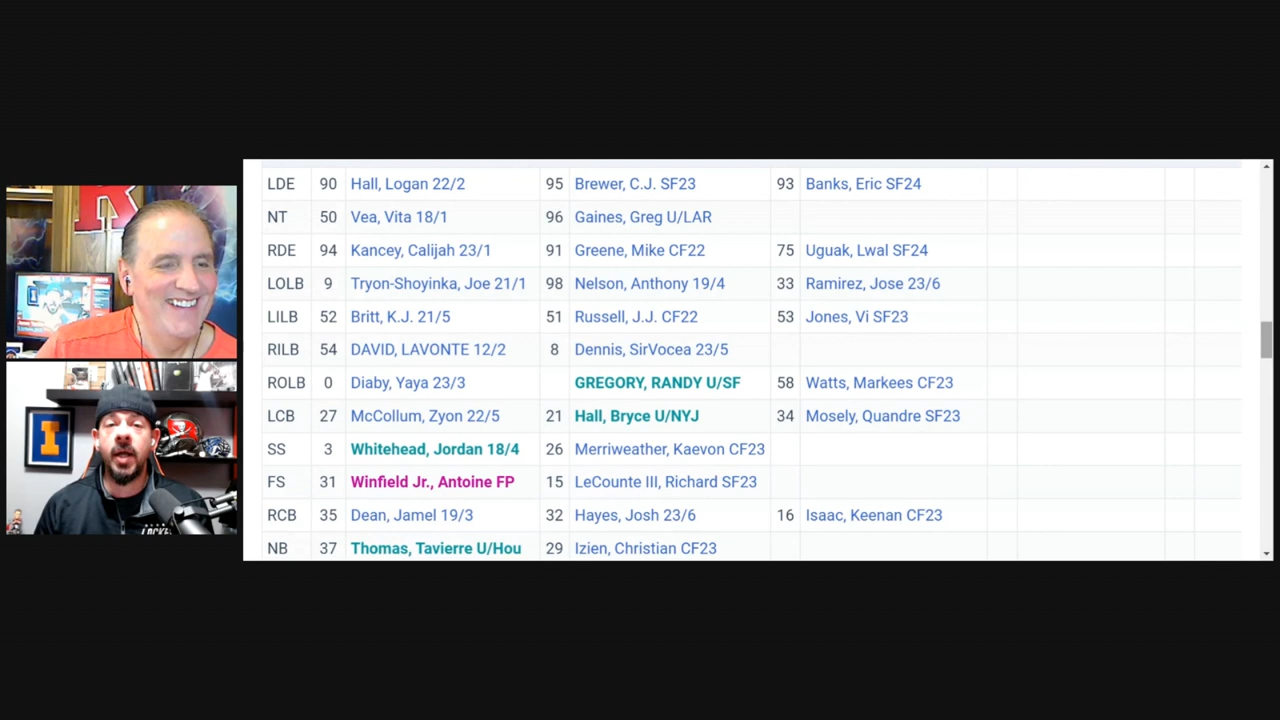 LDE 90 Hall, Logan 22/2 95 Brewer, C.J. SF23 93 Banks, Eric SF24
NT 50 Vea, Vita 18/1 96 Gaines, Greg U/LAR
RDE 94 Kancey, Calijah 23/1 91 Greene, Mike CF22 75 Uguak, Lwal SF24
LOLB 9 Tryon-Shoyinka, Joe 21/1 98 Nelson, Anthony 19/4 33 Ramirez, Jose 23/6
LILB 52 Britt, K.J. 21/5 51 Russell, J.J. CF22 53 Jones, Vi SF23
RILB 54 DAVID, LAVONTE 12/2 8 Dennis, SirVocea 23/5
ROLB 0 Diaby, Yaya 23/3 GREGORY, RANDY U/SF 58 Watts, Markees CF23
LCB 27 McCollum, Zyon 22/5 21 Hall, Bryce U/NYJ 34 Mosely, Quandre SF23
SS 3 Whitehead, Jordan 18/4 26 Merriweather, Kaevon CF23
FS 31 Winfield Jr., Antoine FP 15 LeCounte III, Richard SF23
RCB 35 Dean, Jamel 19/3 32 Hayes, Josh 23/6 16 Isaac, Keenan CF23
NB 37 Thomas, Tavierre U/Hou 29 Izien, Christian CF23
R
I